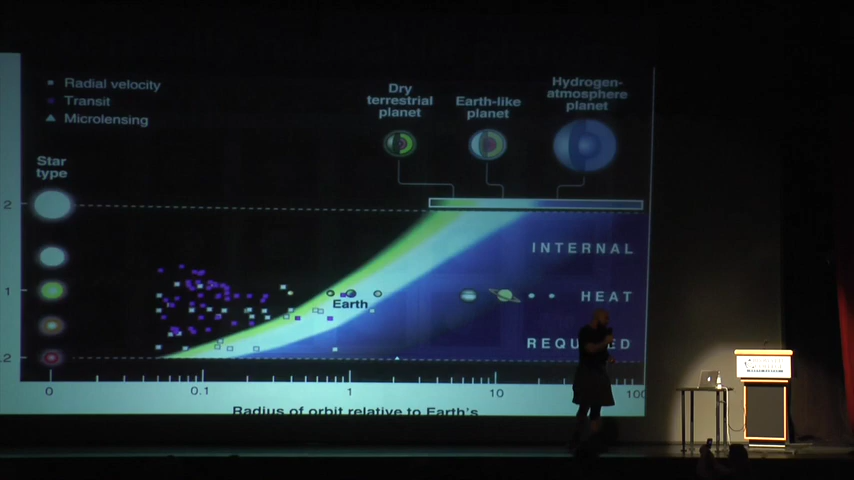 Radial velocity
Transit
Microlensing
Dry
terrestrial
planet
Earth-like
planet
Hydrogen-
atmosphere
planet
Star
type
2
INTERNAL
1
HEAT
Earth
.2
0
0.1
1
10
100
Radius of orbit relative to Earth's